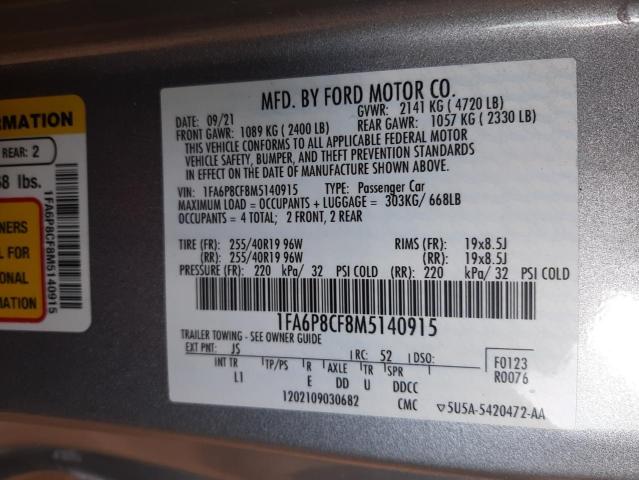 RMATION
REAR: 2
68 lbs.
NERS
L FOR
ONAL
MATION
1FA6P8CF8M5140915
MFD. BY FORD MOTOR CO.
DATE: 09/21 GVWR: 2141 KG ( 4720 LB)
FRONT GAWR: 1089 KG ( 2400 LB) REAR GAWR: 1057 KG ( 2330 LB)
THIS VEHICLE CONFORMS TO ALL APPLICABLE FEDERAL MOTOR
VEHICLE SAFETY, BUMPER, AND THEFT PREVENTION STANDARDS
IN EFFECT ON THE DATE OF MANUFACTURE SHOWN ABOVE.
VIN: 1FA6P8CF8M5140915 TYPE: Passenger Car
MAXIMUM LOAD = OCCUPANTS + LUGGAGE = 303KG/ 668LB
OCCUPANTS = 4 TOTAL; 2 FRONT, 2 REAR
TIRE (FR): 255/40R19 96W RIMS (FR): 19x8.5J
(RR): 255/40R19 96W (RR): 19x8.5J
PRESSURE (FR): 220 kPa/ 32 PSI COLD (RR): 220 kPa/ 32 PSI COLD
1FA6P8CF8M5140915
TRAILER TOWING - SEE OWNER GUIDE
EXT PNT: JS RC: 52 DSO: F0123
INT TR TP/PS R AXLE TR SPR R0076
L1 E DD U DDCC
1202109030682 CMC ▽5U5A-5420472-AA